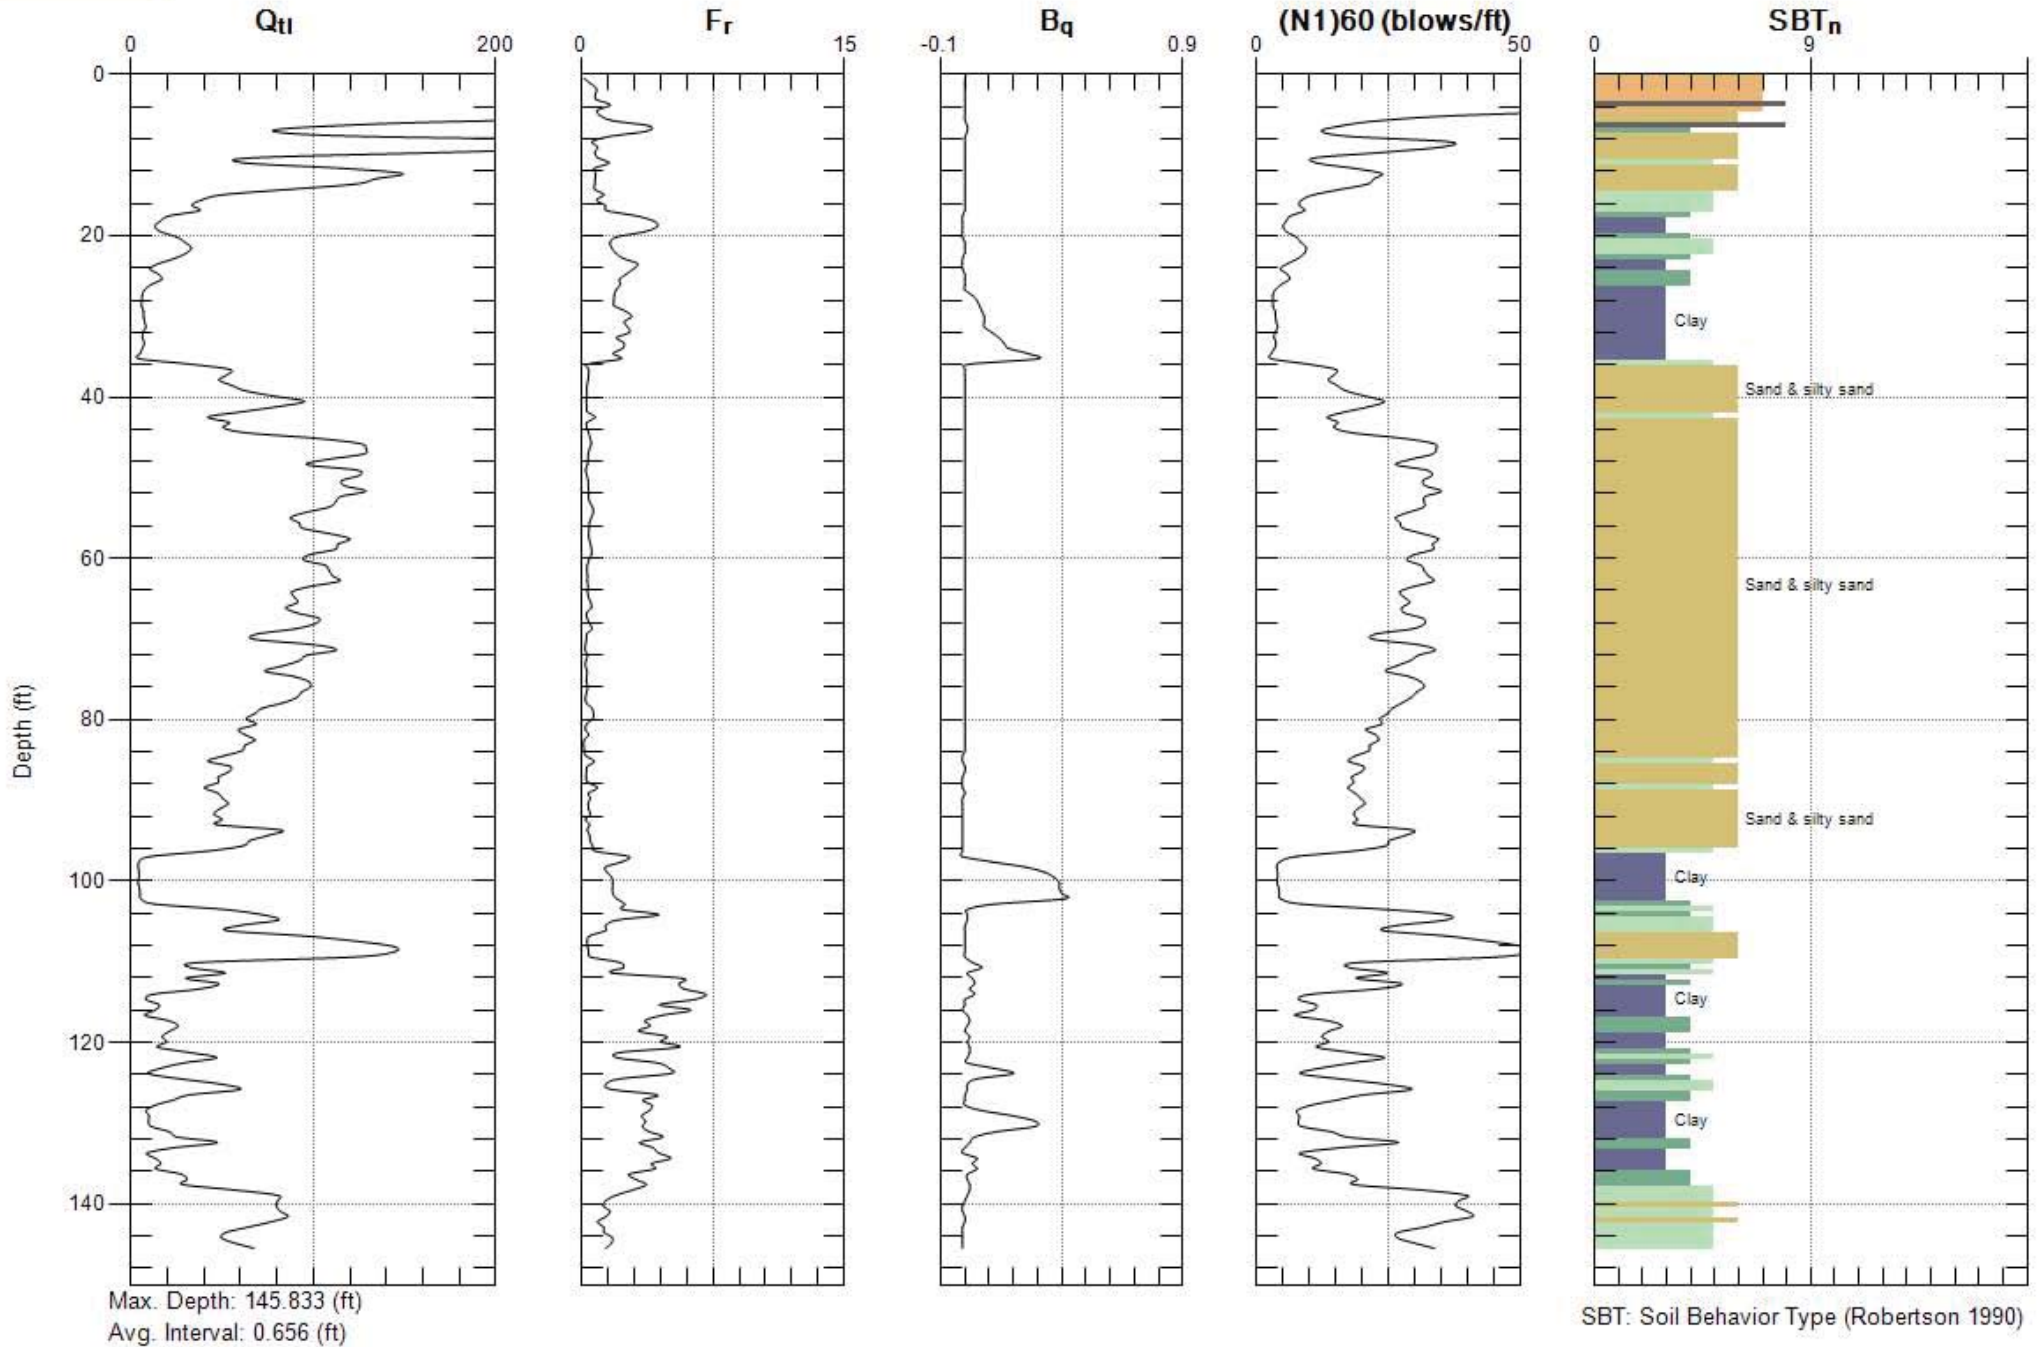 Qtl Fr Bq (N1)60 (blows/ft) SBTn
0 200 0 15 -0.1 0.9 0 50 0 9
0
20
Clay
Sand & silty sand
40
60
Sand & silty sand
Depth (ft)
80
Sand & silty sand
100 Clay
Clay
120
Clay
140
Max. Depth: 145.833 (ft)
Avg. Interval: 0.656 (ft)
SBT: Soil Behavior Type (Robertson 1990)